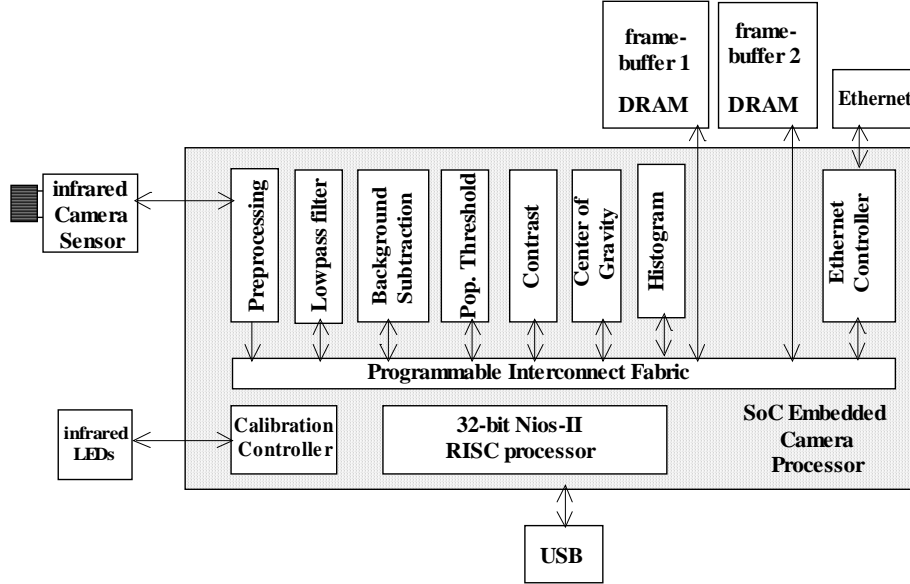 frame-
buffer 1
DRAM
frame-
buffer 2
DRAM
Ethernet
infrared
Camera
Sensor
Preprocessing
Lowpass filter
Background
Subtraction
Pop. Threshold
Contrast
Center of
Gravity
Histogram
Ethernet
Controller
Programmable Interconnect Fabric
infrared
LEDs
Calibration
Controller
32-bit Nios-II
RISC processor
SoC Embedded
Camera
Processor
USB